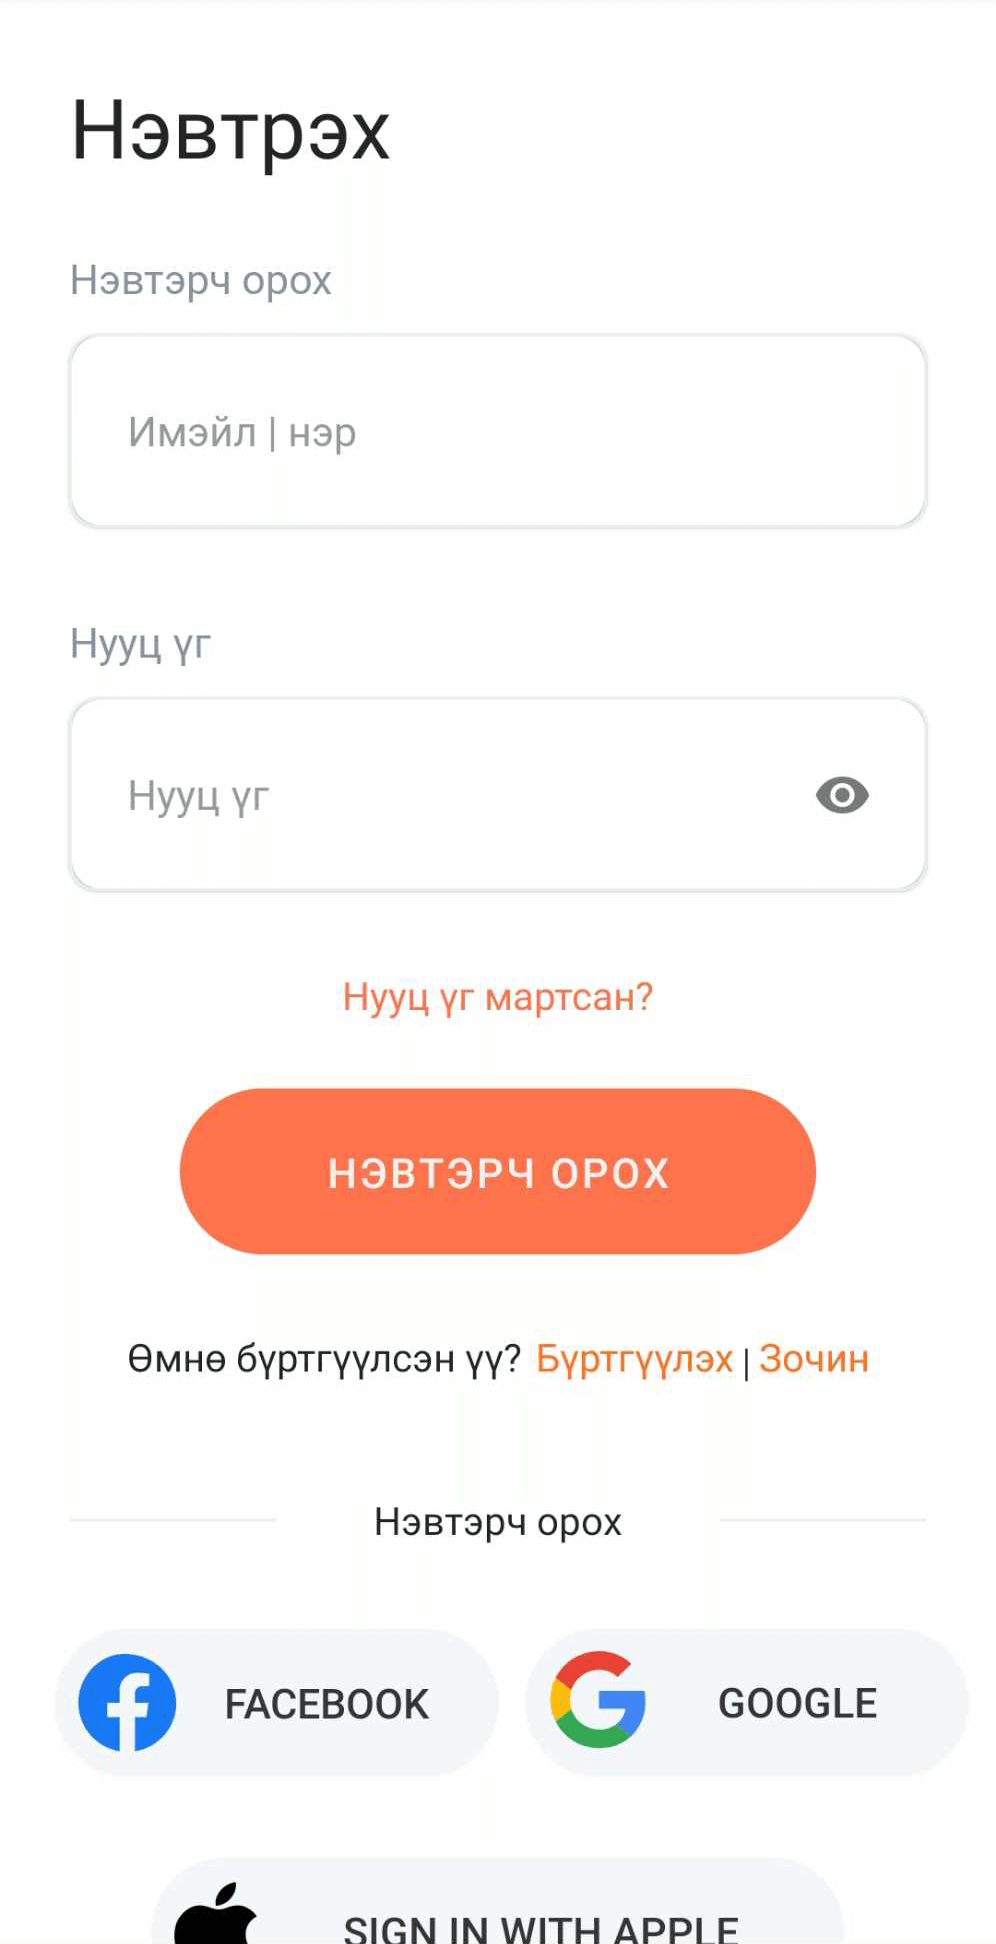 Нэвтрэх
Нэвтэрч орох
Имэйл | нэр
Нууц үг
Нууц үг
Нууц үг мартсан?
НЭВТЭРЧ ОРОХ
Өмнө бүртгүүлсэн үү? Бүртгүүлэх | Зочин
Нэвтэрч орох
FACEBOOK
GOOGLE
SIGN IN WITH APPLE